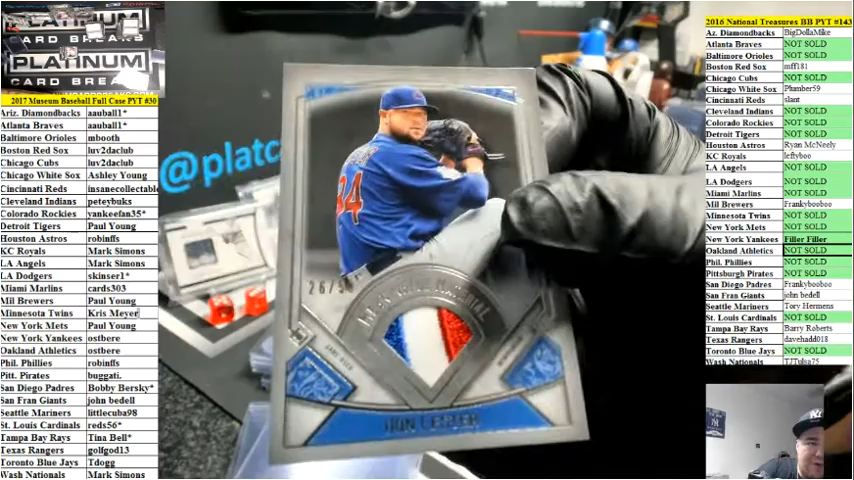 PLATINUM
CARD BREAKS
PLATINUM
CARD BREA
2017 Museum Baseball Full Case PYT #30
Ariz. Diamondbacks aauball1*
Atlanta Braves aauball1*
Baltimore Orioles mbooth
Boston Red Sox luv2daclub
Chicago Cubs luv2daclub
Chicago White Sox Ashley Young
Cincinnati Reds insanecollectable
Cleveland Indians peteybuks
Colorado Rockies yankeefan35*
Detroit Tigers Paul Young
Houston Astros robinffs
KC Royals Mark Simons
LA Angels Mark Simons
LA Dodgers skinser1*
Miami Marlins cards303
Mil Brewers Paul Young
Minnesota Twins Kris Meyer
New York Mets Paul Young
New York Yankees ostbere
Oakland Athletics ostbere
Phil. Phillies robinffs
Pitt. Pirates buggati.
San Diego Padres Bobby Bersky*
San Fran Giants john bedell
Seattle Mariners littlecuba98
St. Louis Cardinals reds56*
Tampa Bay Rays Tina Bell*
Texas Rangers golfgod13
Toronto Blue Jays Tdogg
Wash Nationals Mark Simons
@platc
34
JON LESTER
2016 National Treasures BB PYT #143
Az. Diamondbacks BigDollaMike
Atlanta Braves NOT SOLD
Baltimore Orioles NOT SOLD
Boston Red Sox mff181
Chicago Cubs NOT SOLD
Chicago White Sox Plumber59
Cincinnati Reds slant
Cleveland Indians NOT SOLD
Colorado Rockies NOT SOLD
Detroit Tigers NOT SOLD
Houston Astros Ryan McNeely
KC Royals leftyboo
LA Angels NOT SOLD
LA Dodgers NOT SOLD
Miami Marlins NOT SOLD
Mil Brewers Frankybooboo
Minnesota Twins NOT SOLD
New York Mets NOT SOLD
New York Yankees Filler Filler
Oakland Athletics NOT SOLD
Phil. Phillies NOT SOLD
Pittsburg Pirates NOT SOLD
San Diego Padres Frankybooboo
San Fran Giants john bedell
Seattle Mariners Tory Hermens
St. Louis Cardinals NOT SOLD
Tampa Bay Rays Barry Roberts
Texas Rangers davehadd018
Toronto Blue Jays NOT SOLD
Wash Nationals TJTulsa75